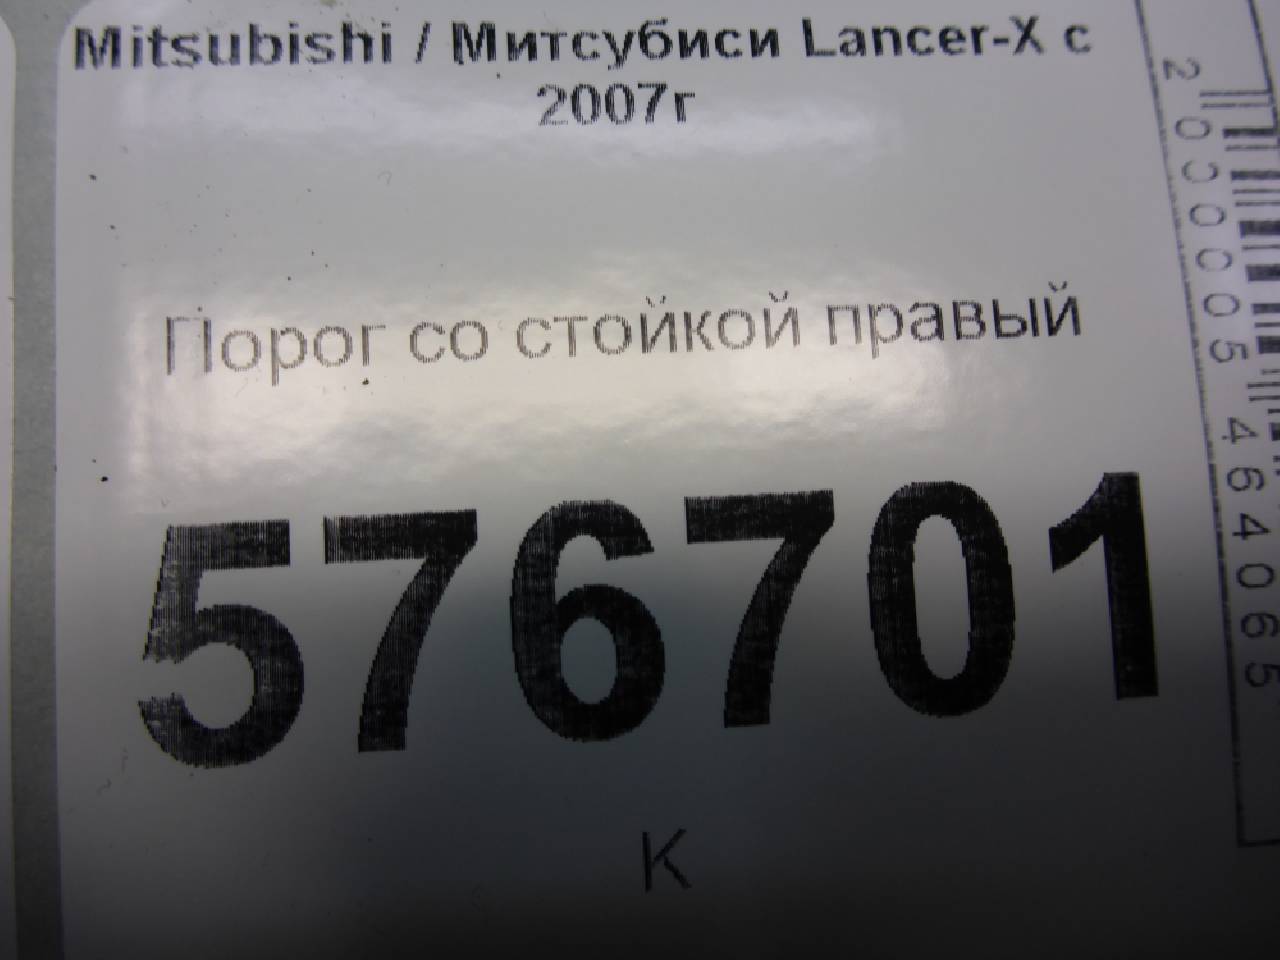 Mitsubishi / Митсубиси Lancer-X с
2007г
Порог со стойкой правый
576701
К
2000005464065